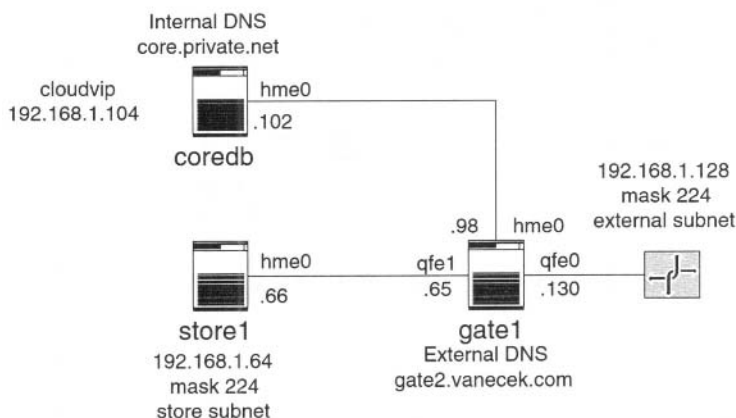 Internal DNS
core.private.net
cloudvip
192.168.1.104
hme0
.102
coredb
192.168.1.128
mask 224
external subnet
.98 hme0
hme0
.66
qfe1
.65
qfe0
.130
store1
192.168.1.64
mask 224
store subnet
gate1
External DNS
gate2.vanecek.com